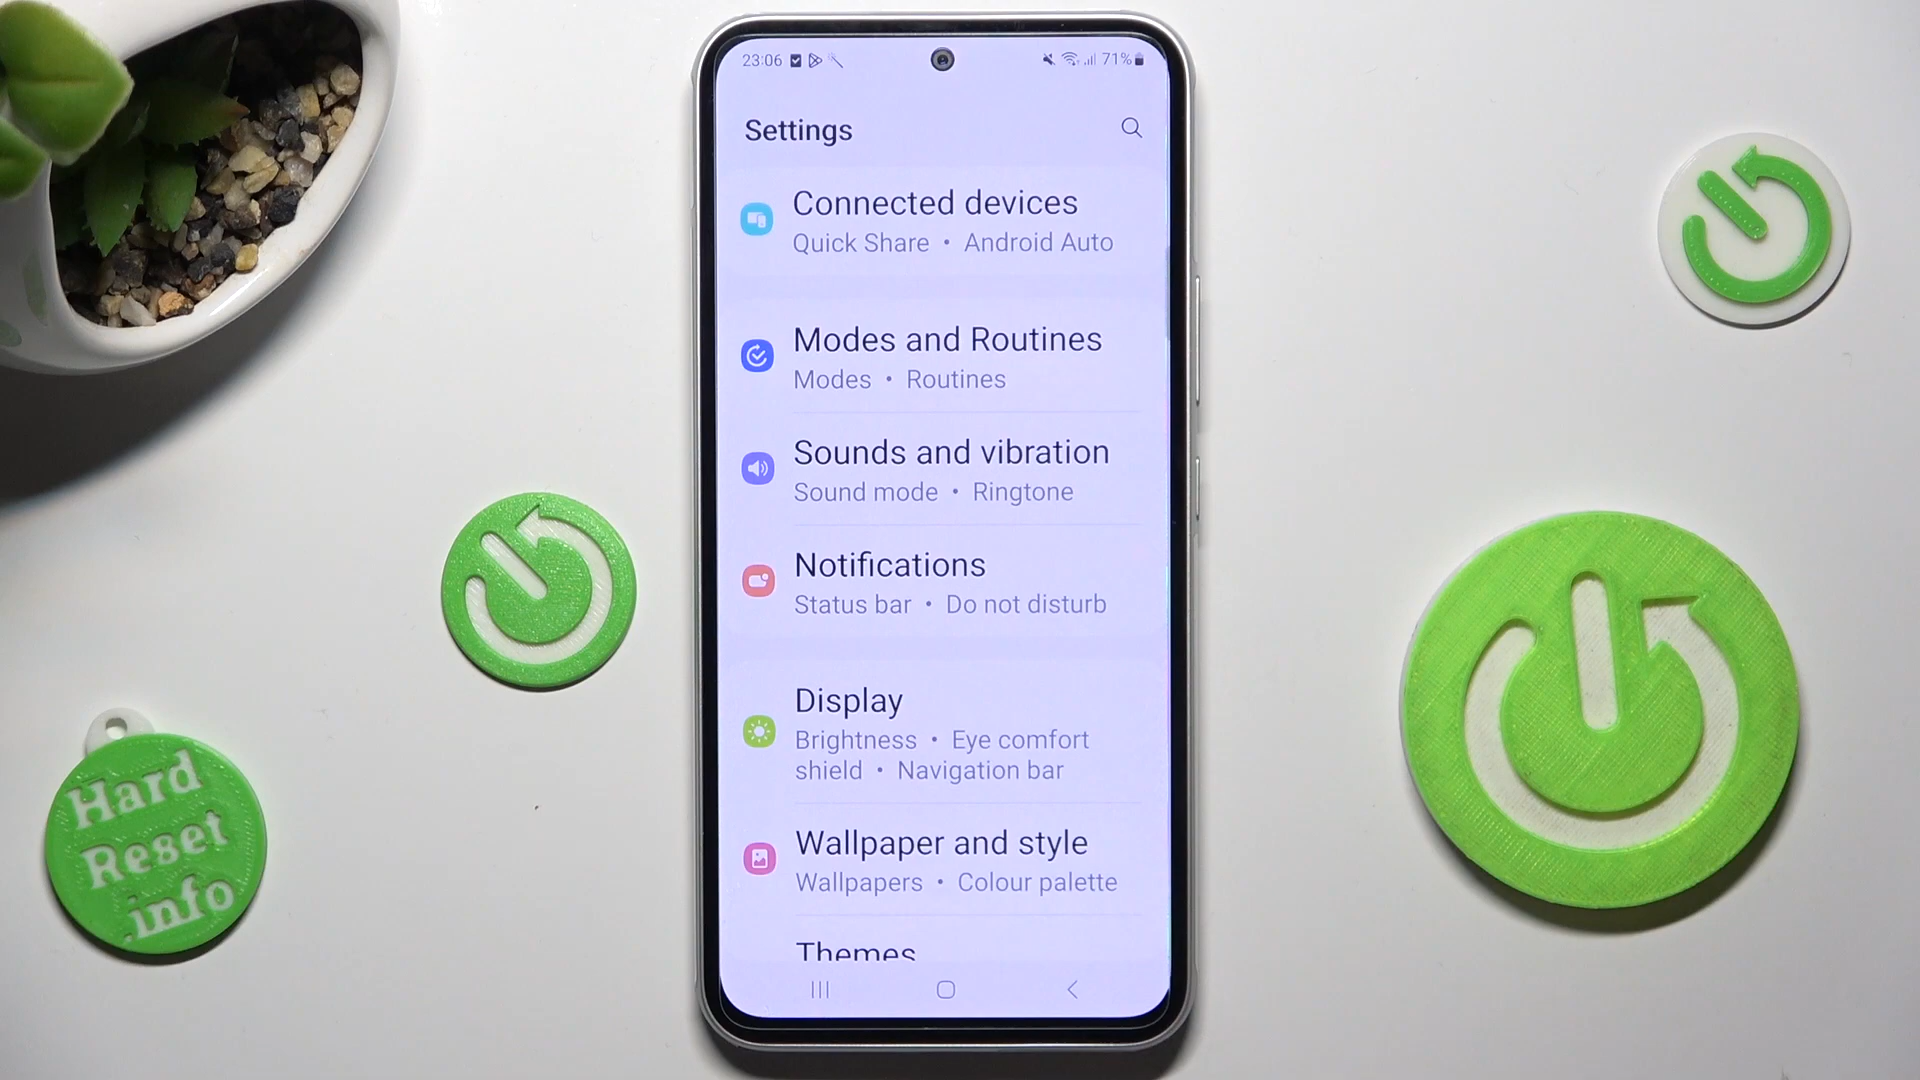 23:06
71%
Settings
Connected devices
Quick Share • Android Auto
Modes and Routines
Modes • Routines
Sounds and vibration
Sound mode • Ringtone
Notifications
Status bar • Do not disturb
Display
Brightness • Eye comfort
shield • Navigation bar
Wallpaper and style
Wallpapers • Colour palette
Themes
Hard
Reset
.info